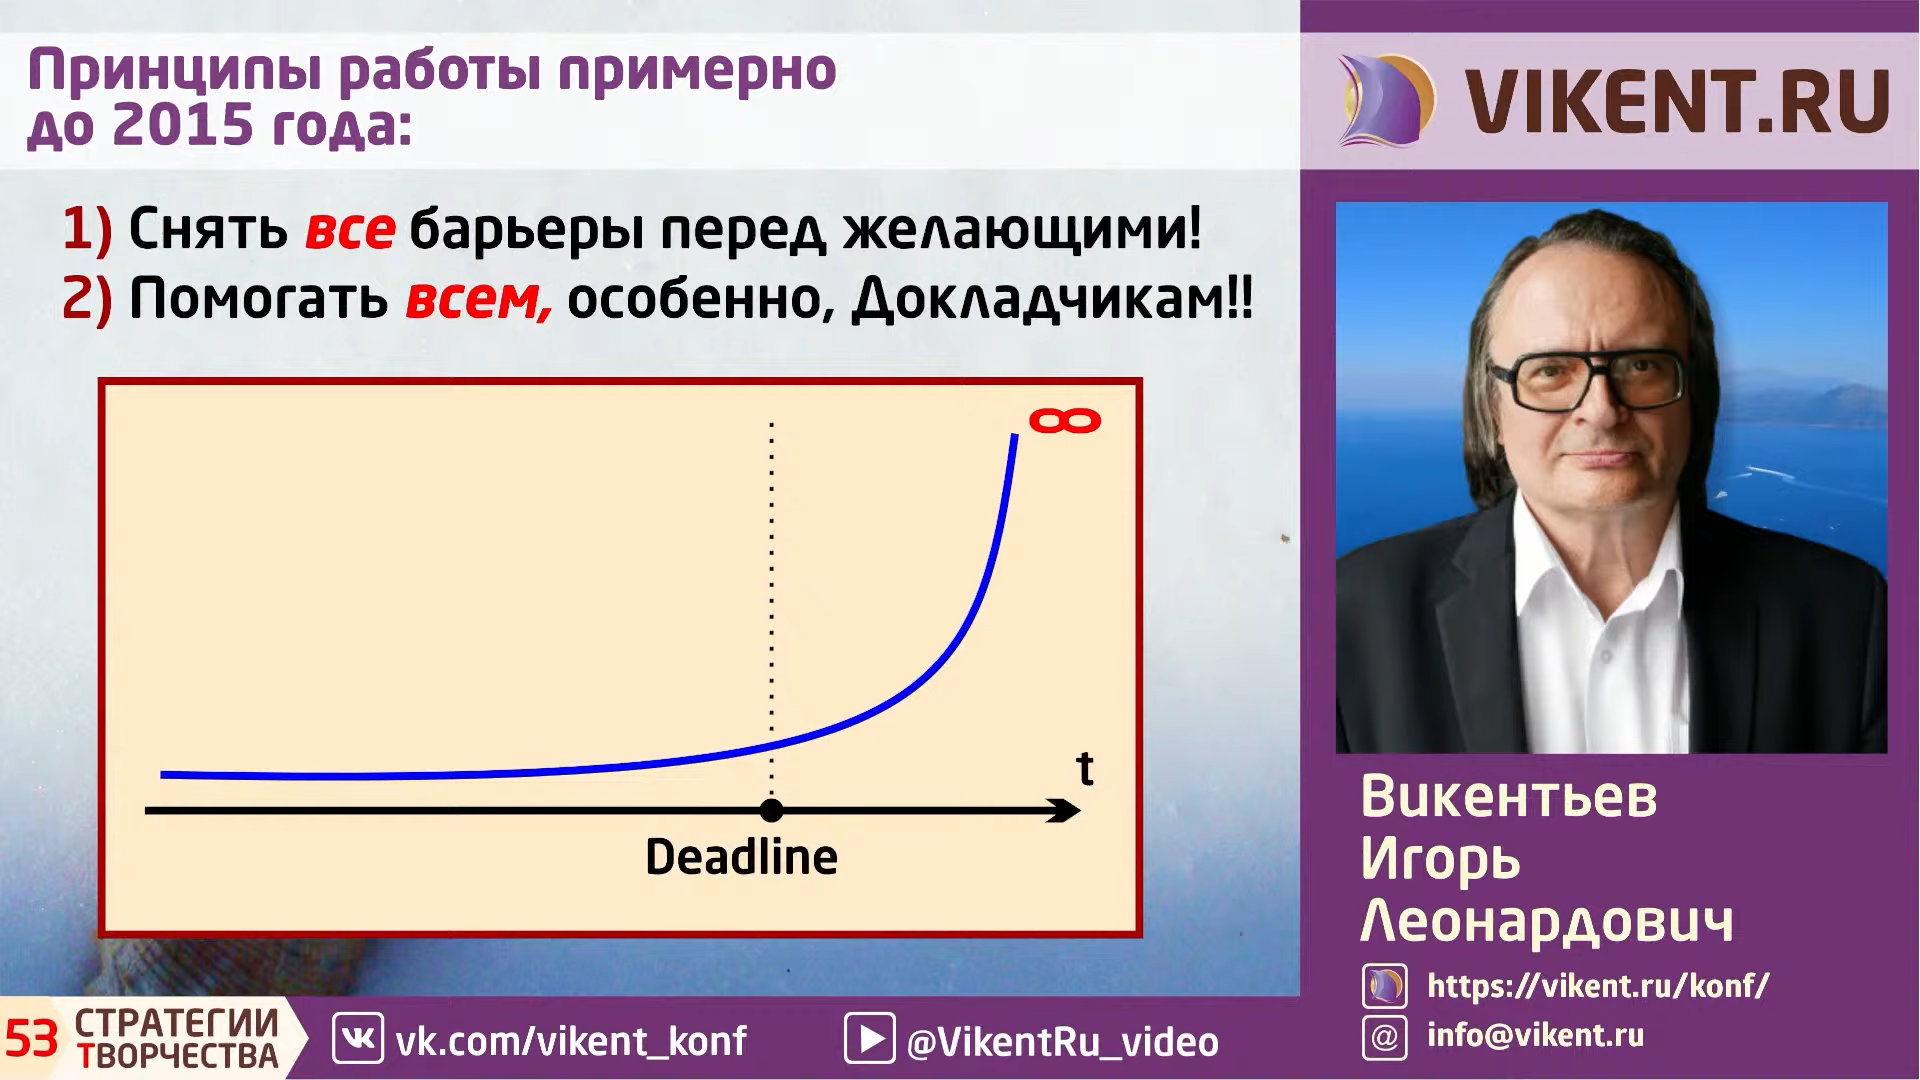 Принципы работы примерно
до 2015 года:
1) Снять все барьеры перед желающими!
2) Помогать всем, особенно, Докладчикам!!
∞
t
Deadline
VIKENT.RU
Викентьев
Игорь
Леонардович
https://vikent.ru/konf/
@ info@vikent.ru
53 СТРАТЕГИИ
ТВОРЧЕСТВА
vk.com/vikent_konf
@VikentRu_video